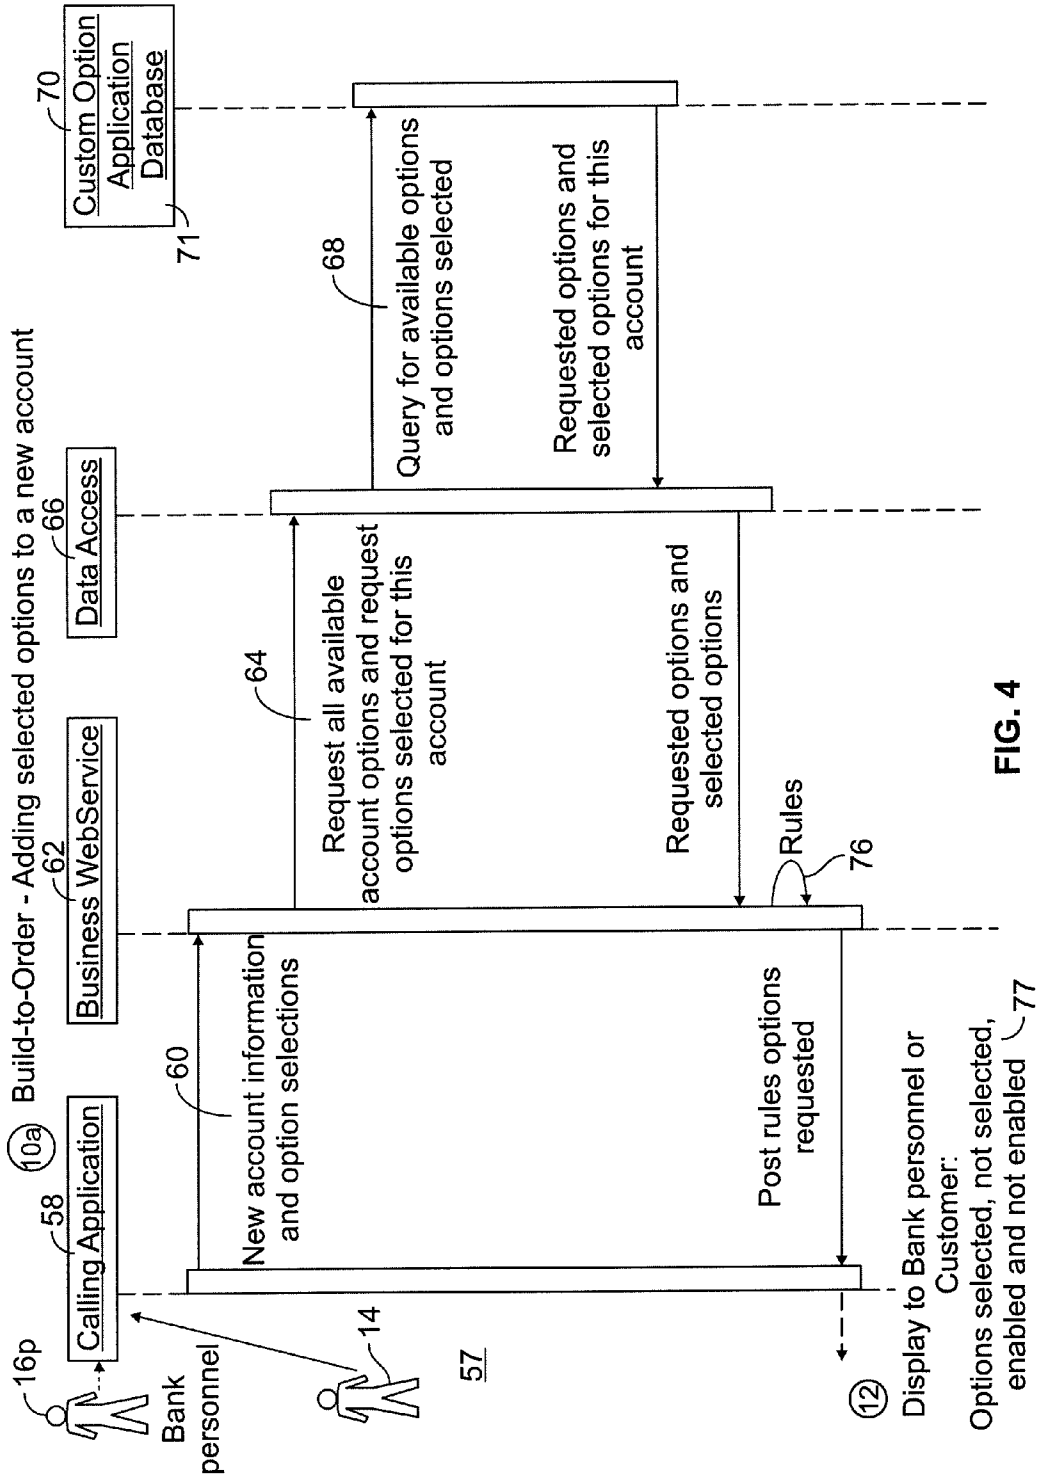 10a Build-to-Order - Adding selected options to a new account
16p
58
62
66
70
Calling Application
Business WebService
Data Access
Custom Option
Application
Database
71
Bank
personnel
14
57
60
New account information
and option selections
64
Request all available
account options and request
options selected for this
account
68
Query for available options
and options selected
Requested options and
selected options for this
account
Requested options and
selected options
Rules
76
Post rules options
requested
12
Display to Bank personnel or
Customer:
Options selected, not selected,
enabled and not enabled
77
FIG. 4